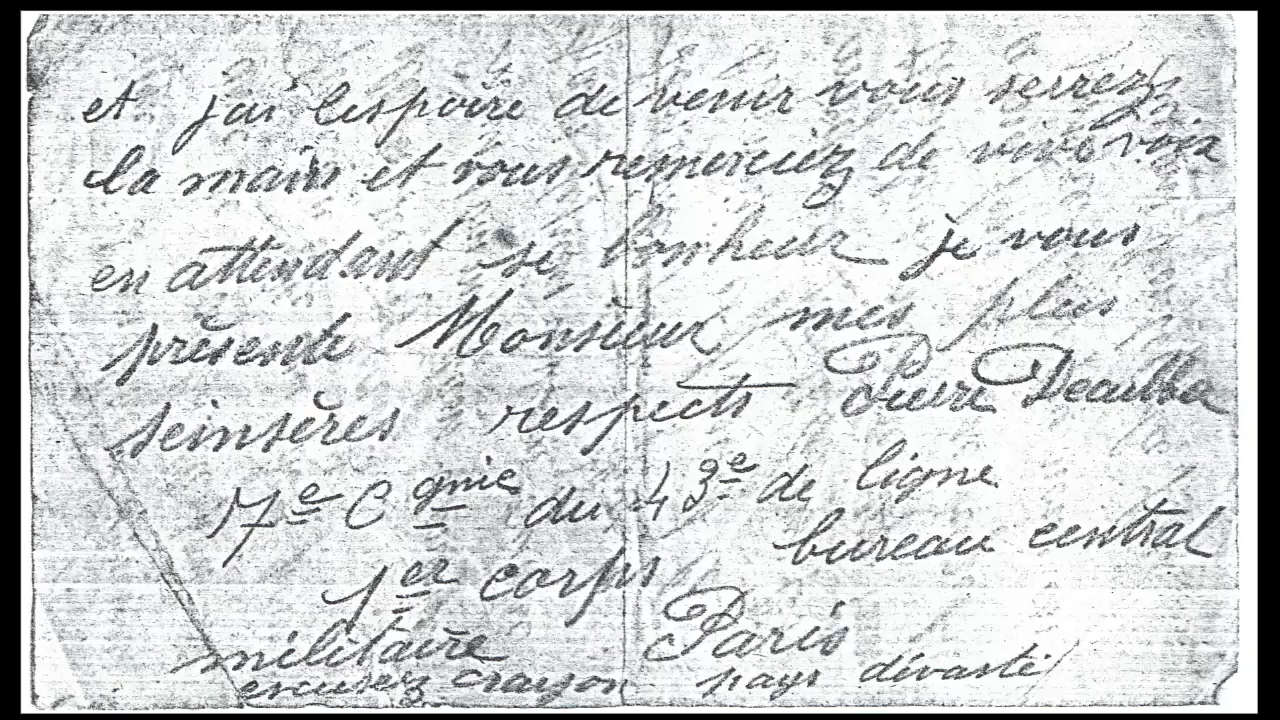 et j'ai lespoire de venir vous serrez
la main et vous remerciez de vive voix
en attendant se bonheur je vous
présente Monsieur mes plus
seinsères respects Pierre
7e Cgnie du 43e de ligne
1er corps bureau central
militaire Paris
excusez crayon pays dévasté